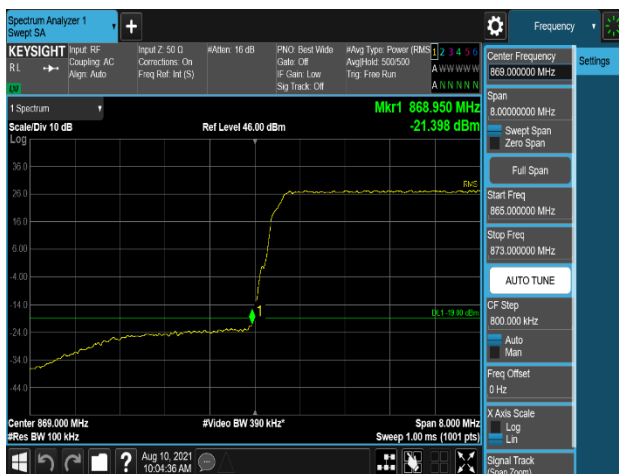 Spectrum Analyzer 1
Swept SA
Frequency
KEYSIGHT
Input: RF
Input Z: 50 Ω
#Atten: 16 dB
PNO: Best Wide
#Avg Type: Power (RMS
1 2 3 4 5 6
R L
Coupling: AC
Corrections: On
Gate: Off
Avg|Hold: 500/500
A W W W W W
Align: Auto
Freq Ref: Int (S)
IF Gain: Low
Trig: Free Run
Sig Track: Off
A N N N N N
Center Frequency
869.000000 MHz
Settings
Span
8.00000000 MHz
Swept Span
Zero Span
Full Span
Start Freq
865.000000 MHz
Stop Freq
873.000000 MHz
AUTO TUNE
CF Step
800.000 kHz
Auto
Man
Freq Offset
0 Hz
X Axis Scale
Log
Lin
Signal Track
(Span Zoom)
1 Spectrum
Mkr1 868.950 MHz
Scale/Div 10 dB
Ref Level 46.00 dBm
-21.398 dBm
Log
36.0
RMS
16.0
6.00
-4.00
-14.0
1
DL1 -19.00 dBm
-24.0
-34.0
-44.0
Center 869.000 MHz
#Video BW 390 kHz*
Span 8.000 MHz
#Res BW 100 kHz
Sweep 1.00 ms (1001 pts)
?
Aug 10, 2021
10:04:36 AM